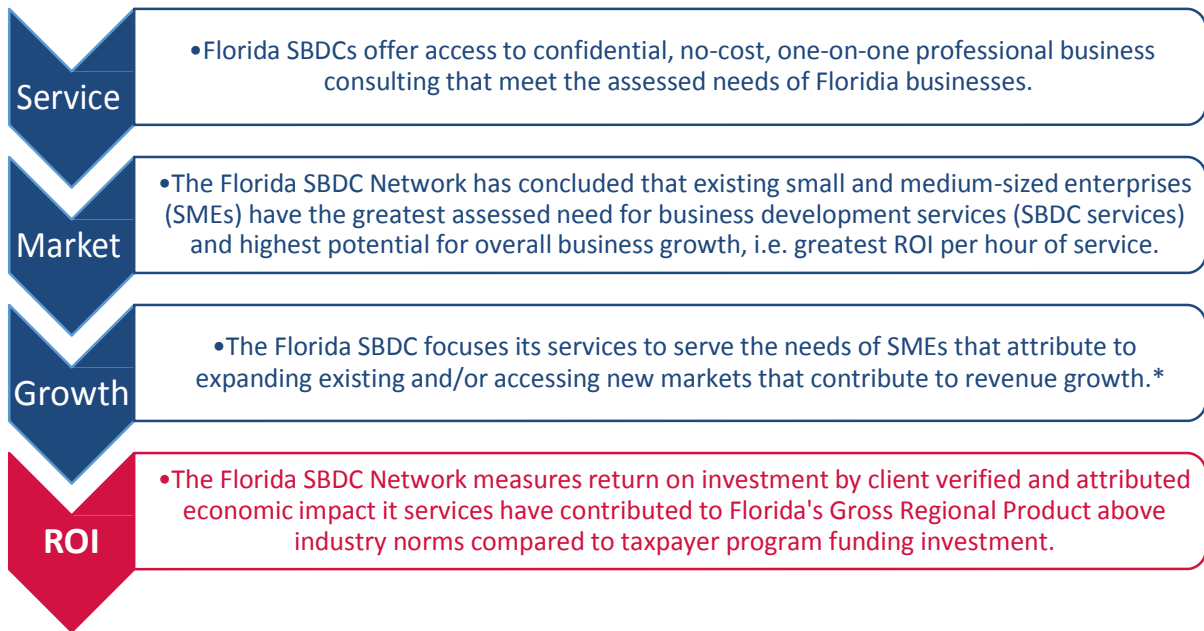 Service
•Florida SBDCs offer access to confidential, no-cost, one-on-one professional business
consulting that meet the assessed needs of Floridia businesses.
Market
•The Florida SBDC Network has concluded that existing small and medium-sized enterprises
(SMEs) have the greatest assessed need for business development services (SBDC services)
and highest potential for overall business growth, i.e. greatest ROI per hour of service.
Growth
•The Florida SBDC focuses its services to serve the needs of SMEs that attribute to
expanding existing and/or accessing new markets that contribute to revenue growth.*
ROI
•The Florida SBDC Network measures return on investment by client verified and attributed
economic impact it services have contributed to Florida's Gross Regional Product above
industry norms compared to taxpayer program funding investment.